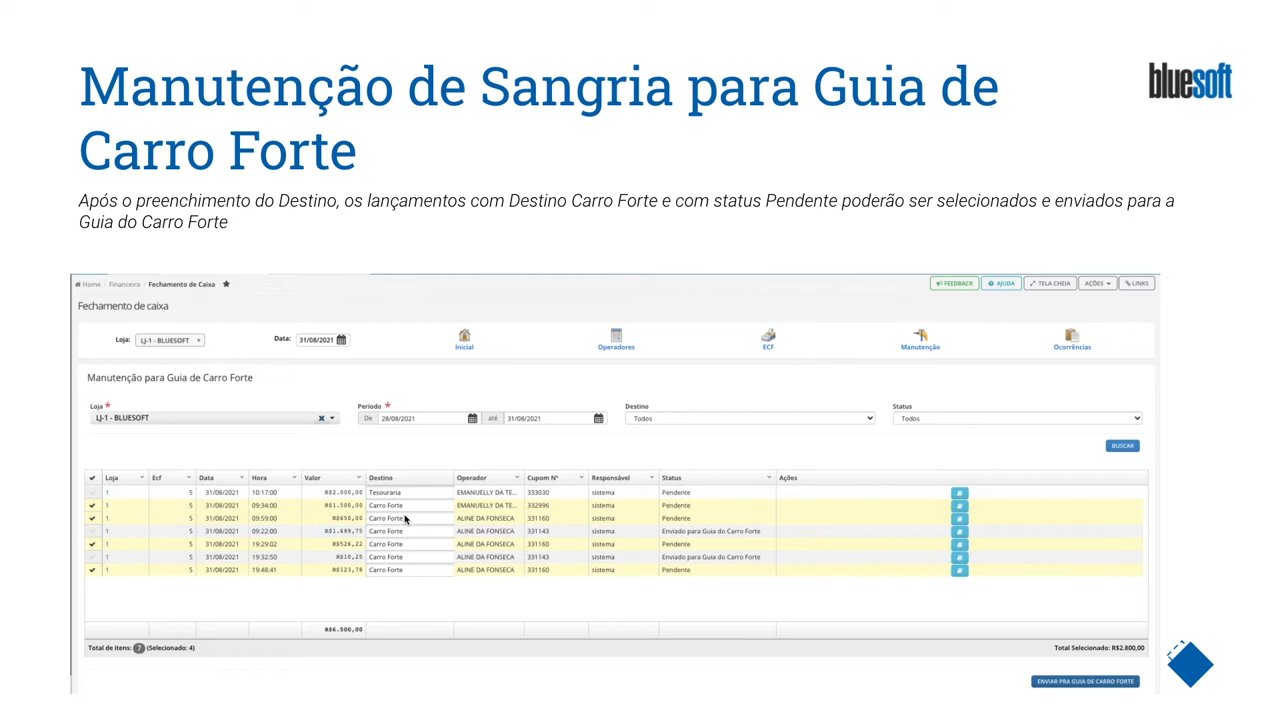 Manutenção de Sangria para Guia de
Carro Forte
bluesoft
Após o preenchimento do Destino, os lançamentos com Destino Carro Forte e com status Pendente poderão ser selecionados e enviados para a
Guia do Carro Forte
Home / Financeiro / Fechamento de Caixa
FEEDBACK AJUDA TELA CHEIA AÇÕES LINKS
Fechamento de caixa
Loja: LJ-1 - BLUESOFT Data: 31/08/2021 Inicial Operadores ECF Manutenção Ocorrências
Manutenção para Guia de Carro Forte
Loja * Período * Destino Status
LJ-1 - BLUESOFT De 28/08/2021 até 31/08/2021 Todos Todos
BUSCAR
Loja Ecf Data Hora Valor Destino Operador Cupom Nº Responsável Status Ações
1 5 31/08/2021 10:17:00 R$2.000,00 Tesouraria EMANUELLY DA TE... 333030 sistema Pendente
1 5 31/08/2021 09:34:00 R$1.500,00 Carro Forte EMANUELLY DA TE... 332996 sistema Pendente
1 5 31/08/2021 09:59:00 R$650,00 Carro Forte ALINE DA FONSECA 331160 sistema Pendente
1 5 31/08/2021 09:22:00 R$1.689,75 Carro Forte ALINE DA FONSECA 331143 sistema Enviado para Guia do Carro Forte
1 5 31/08/2021 19:29:02 R$526,22 Carro Forte ALINE DA FONSECA 331160 sistema Pendente
1 5 31/08/2021 19:32:50 R$10,25 Carro Forte ALINE DA FONSECA 331143 sistema Enviado para Guia do Carro Forte
1 5 31/08/2021 19:48:41 R$123,78 Carro Forte ALINE DA FONSECA 331160 sistema Pendente
R$6.500,00
Total de itens: 7 (Selecionado: 4) Total Selecionado: R$2.800,00
ENVIAR PRA GUIA DE CARRO FORTE